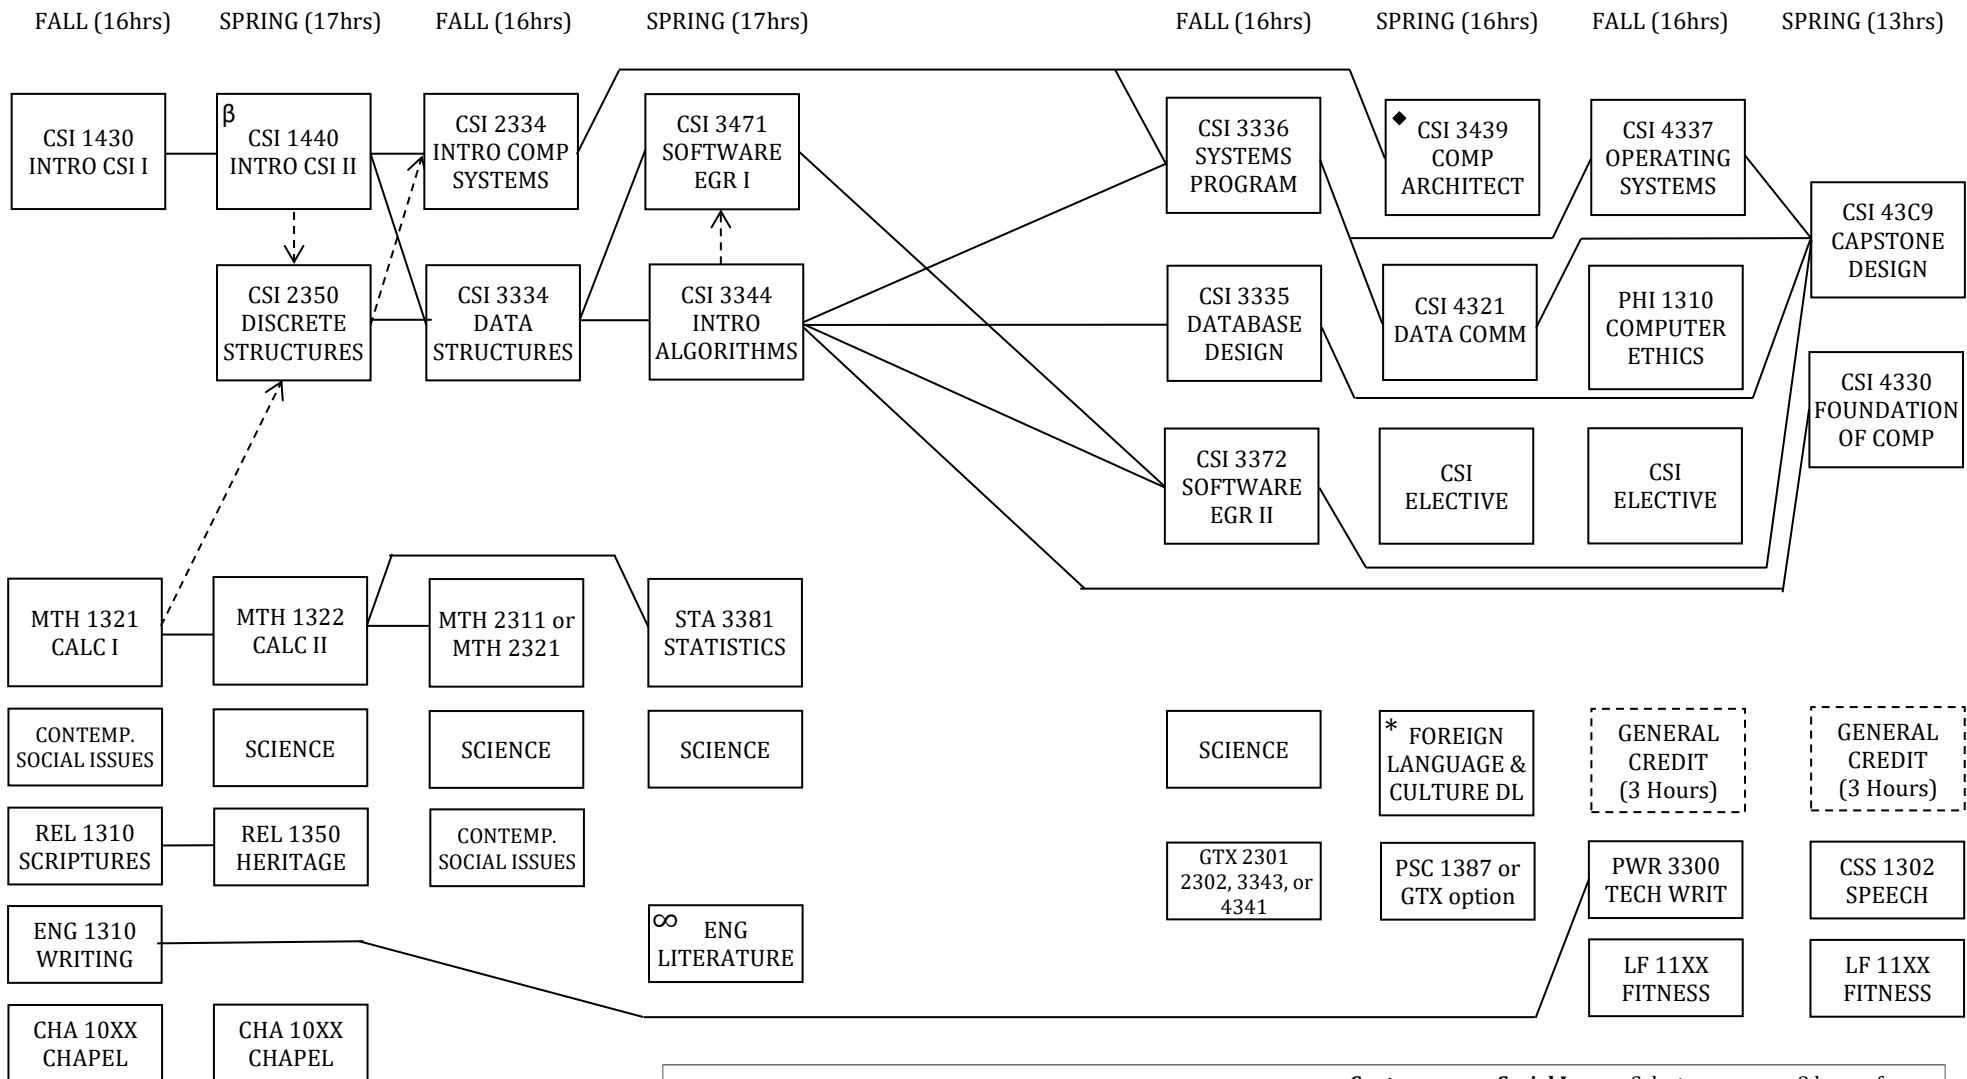 FALL (16hrs)
SPRING (17hrs)
FALL (16hrs)
SPRING (17hrs)
FALL (16hrs)
SPRING (16hrs)
FALL (16hrs)
SPRING (13hrs)
CSI 1430
INTRO CSI I
β
CSI 1440
INTRO CSI II
CSI 2334
INTRO COMP
SYSTEMS
CSI 3471
SOFTWARE
EGR I
CSI 3336
SYSTEMS
PROGRAM
◆
CSI 3439
COMP
ARCHITECT
CSI 4337
OPERATING
SYSTEMS
CSI 43C9
CAPSTONE
DESIGN
CSI 2350
DISCRETE
STRUCTURES
CSI 3334
DATA
STRUCTURES
CSI 3344
INTRO
ALGORITHMS
CSI 3335
DATABASE
DESIGN
CSI 4321
DATA COMM
PHI 1310
COMPUTER
ETHICS
CSI 4330
FOUNDATION
OF COMP
CSI 3372
SOFTWARE
EGR II
CSI
ELECTIVE
CSI
ELECTIVE
MTH 1321
CALC I
MTH 1322
CALC II
MTH 2311 or
MTH 2321
STA 3381
STATISTICS
CONTEMP.
SOCIAL ISSUES
SCIENCE
SCIENCE
SCIENCE
SCIENCE
* FOREIGN
LANGUAGE &
CULTURE DL
GENERAL
CREDIT
(3 Hours)
GENERAL
CREDIT
(3 Hours)
REL 1310
SCRIPTURES
REL 1350
HERITAGE
CONTEMP.
SOCIAL ISSUES
GTX 2301
2302, 3343, or
4341
PSC 1387 or
GTX option
PWR 3300
TECH WRIT
CSS 1302
SPEECH
ENG 1310
WRITING
∞ ENG
LITERATURE
LF 11XX
FITNESS
LF 11XX
FITNESS
CHA 10XX
CHAPEL
CHA 10XX
CHAPEL